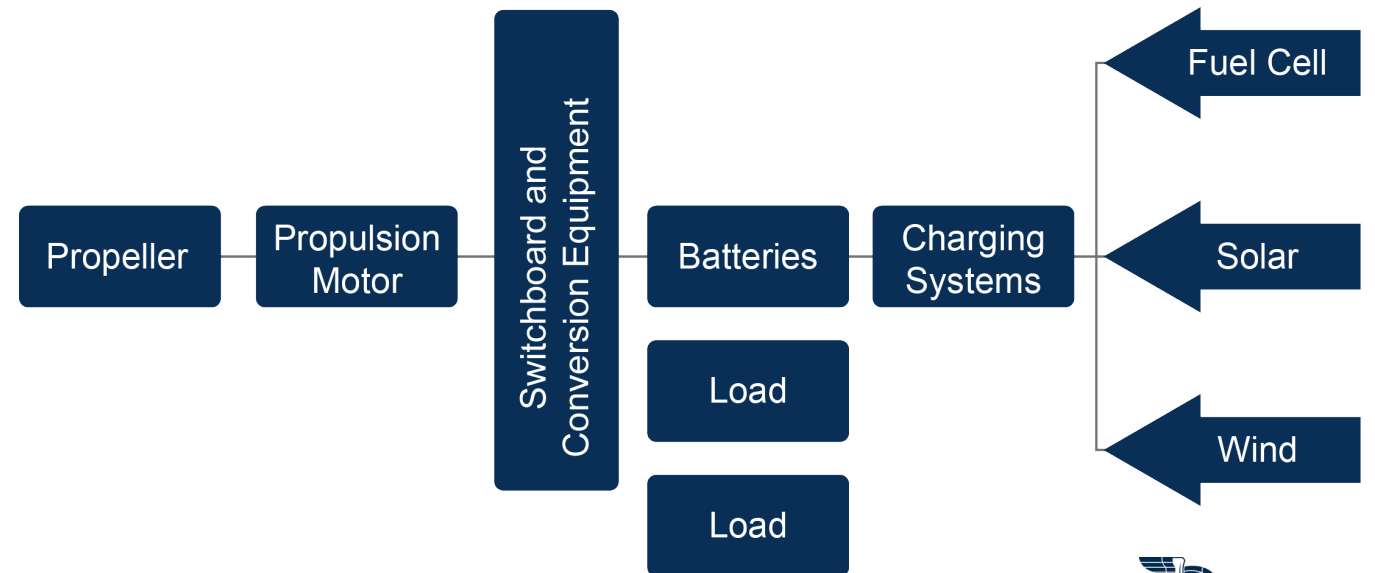 Fuel Cell
Propeller
Propulsion
Motor
Switchboard and
Conversion Equipment
Batteries
Charging
Systems
Solar
Load
Wind
Load